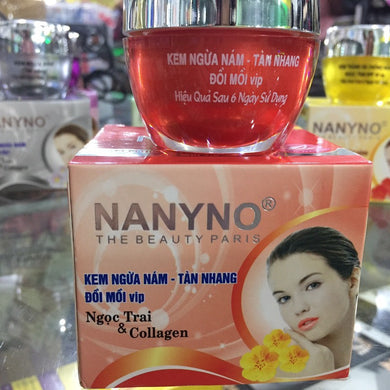 KEM NGỪA NÁM - TÀN NHANG
ĐỒI MỒI vip
Hiệu Quả Sau 6 Ngày Sử Dụng
NANYNO®
THE BEAUTY PARIS
KEM NGỪA NÁM - TÀN NHANG
ĐỒI MỒI vip
Ngọc Trai
& Collagen
NANYNO
NANYNO